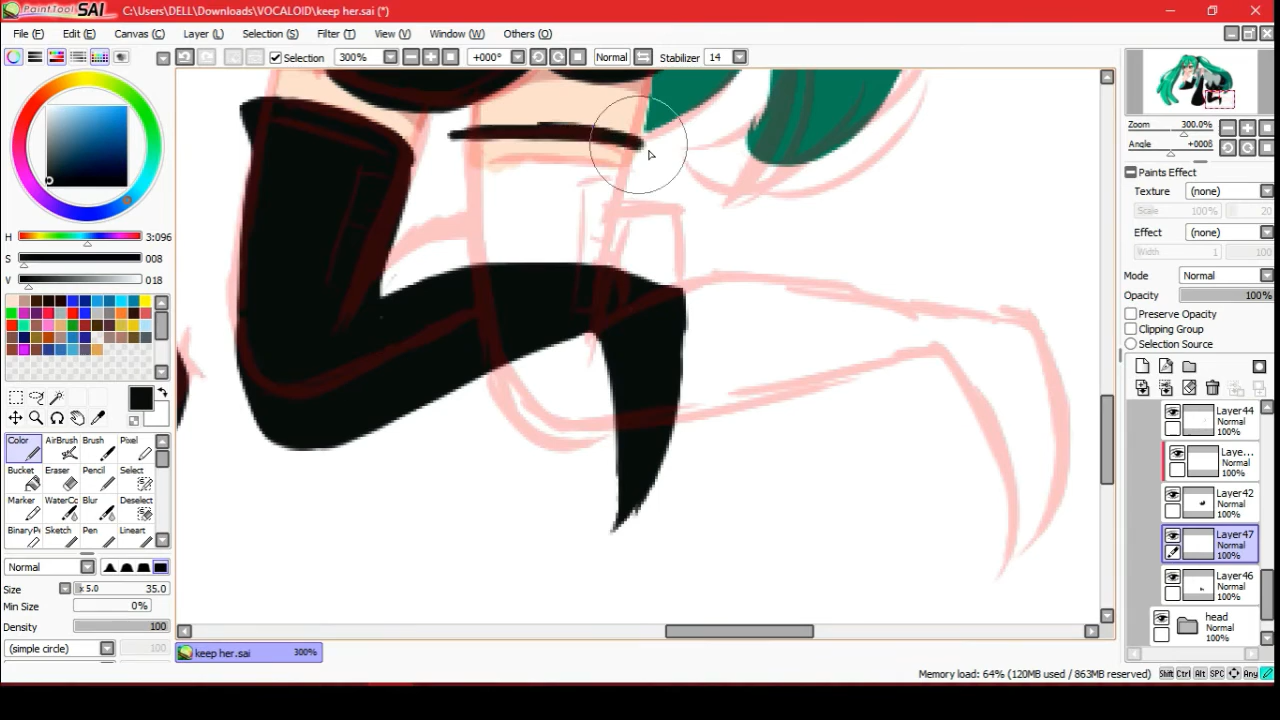 PaintTool SAI C:\Users\DELL\Downloads\VOCALOID\keep her.sai (*)
File (F) Edit (E) Canvas (C) Layer (L) Selection (S) Filter (T) View (V) Window (W) Others (O)
Selection 300% +000° Normal Stabilizer 14
Zoom 300.0%
Angle +000θ
Paints Effect
Texture (none)
Scale 100% 20
Effect (none)
Width 1 100
Mode Normal
Opacity 100%
Preserve Opacity
Clipping Group
Selection Source
H 3:096
S 008
V 018
Color AirBrush Brush Pixel
Bucket Eraser Pencil Select
Marker WaterCo Blur Deselect
BinaryPe Sketch Pen Lineart
Normal
Size x 5.0 35.0
Min Size 0%
Density 100
(simple circle) 100
Layer44
Normal
100%
Laye...
Normal
100%
Layer42
Normal
100%
Layer47
Normal
100%
Layer46
Normal
100%
head
Normal
100%
keep her.sai 300%
Memory load: 64% (120MB used / 863MB reserved) Shift Ctrl Alt SPC Any